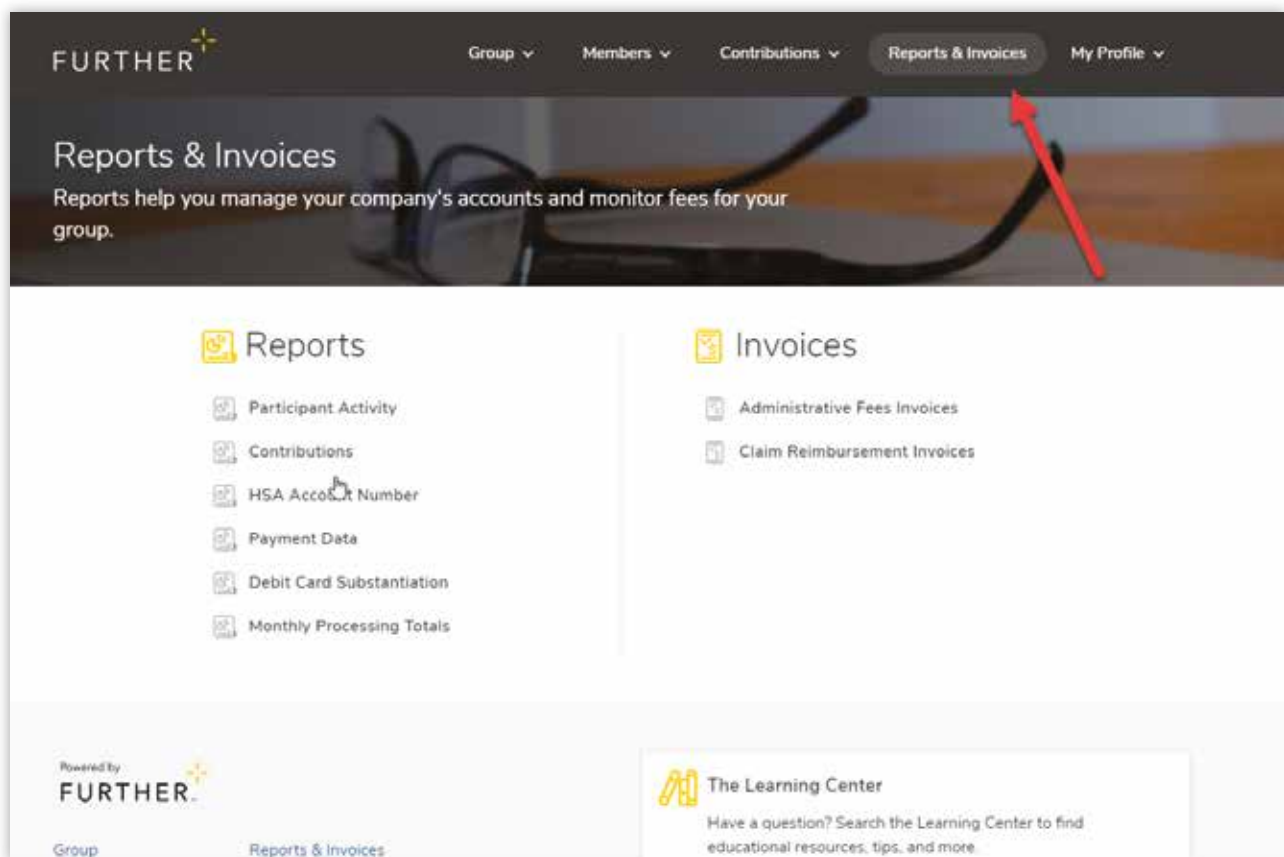 FURTHER
Group
Members
Contributions
Reports & Invoices
My Profile
Reports & Invoices
Reports help you manage your company's accounts and monitor fees for your
group.
Reports
Participant Activity
Contributions
HSA Account Number
Payment Data
Debit Card Substantiation
Monthly Processing Totals
Invoices
Administrative Fees Invoices
Claim Reimbursement Invoices
Powered by
FURTHER
Group
Reports & Invoices
The Learning Center
Have a question? Search the Learning Center to find
educational resources, tips, and more.